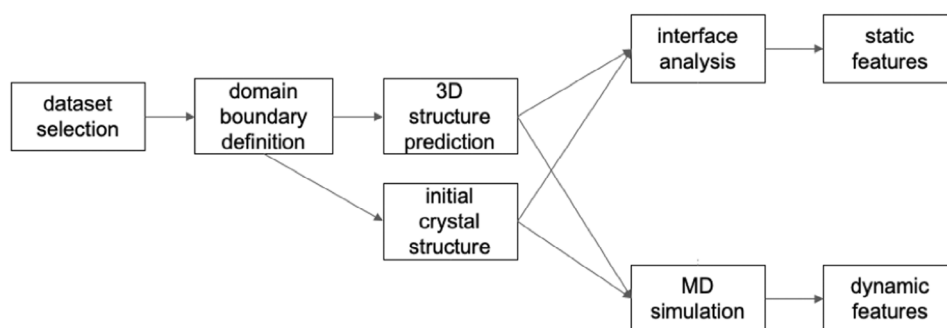 dataset
selection
domain
boundary
definition
3D
structure
prediction
initial
crystal
structure
interface
analysis
static
features
MD
simulation
dynamic
features